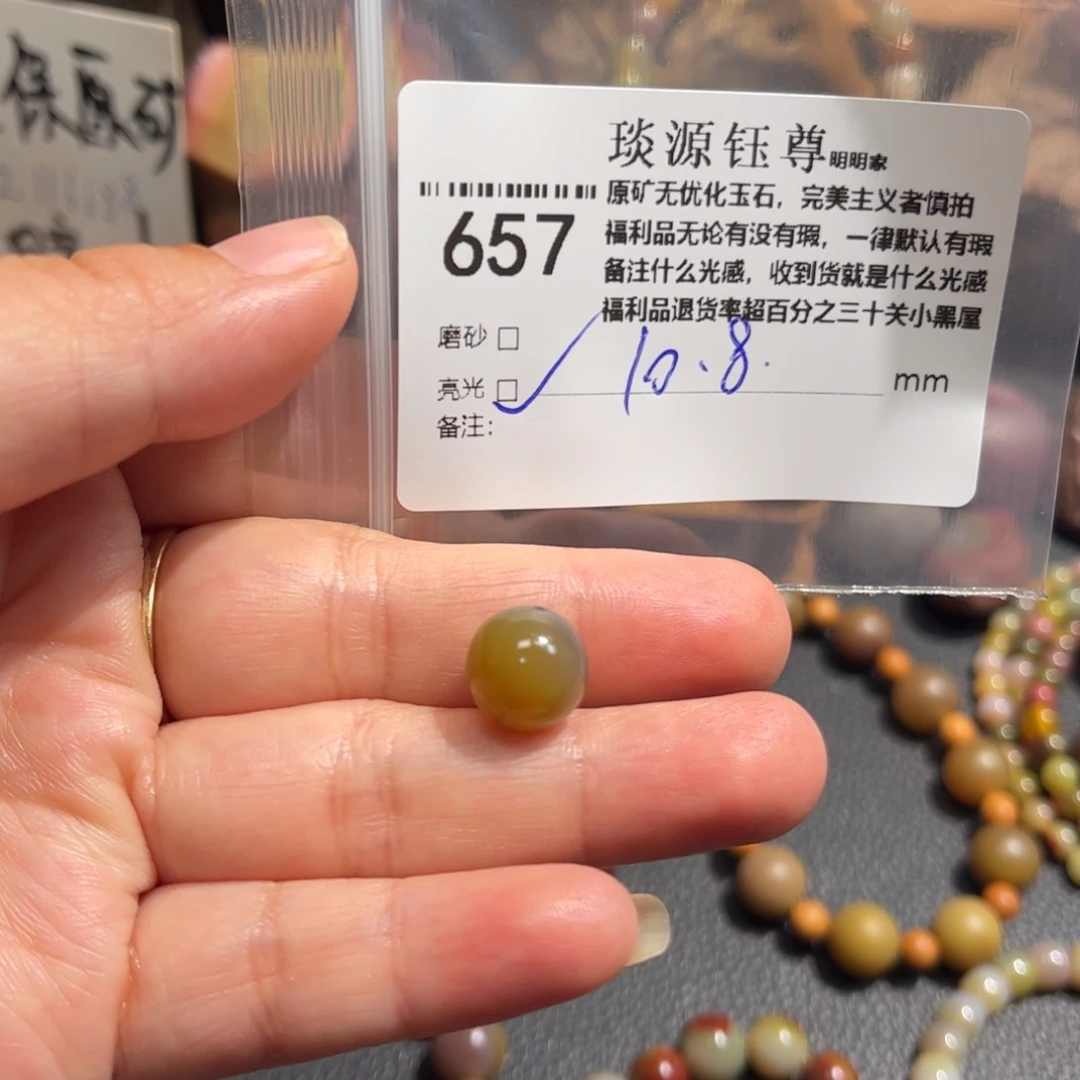 保原矿
琰源钰尊明明家
657
原矿无优化玉石，完美主义者慎拍
福利品无论有没有瑕，一律默认有瑕
备注什么光感，收到货就是什么光感
福利品退货率超百分之三十关小黑屋
磨砂 □
亮光 □ ✓ 10.8. mm
备注：